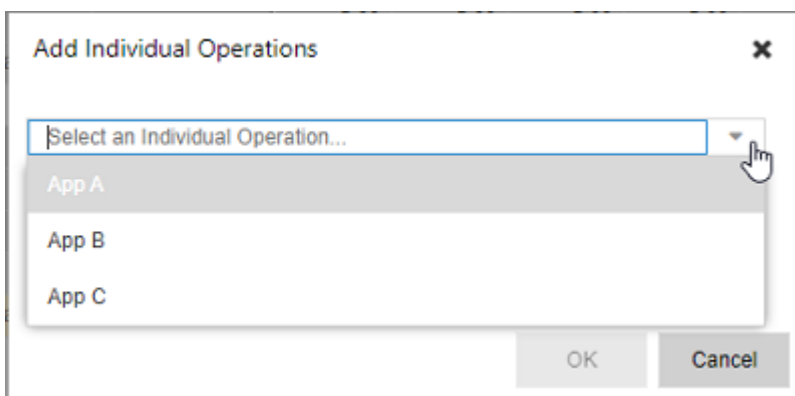 Add Individual Operations
Select an Individual Operation...
App A
App B
App C
OK Cancel